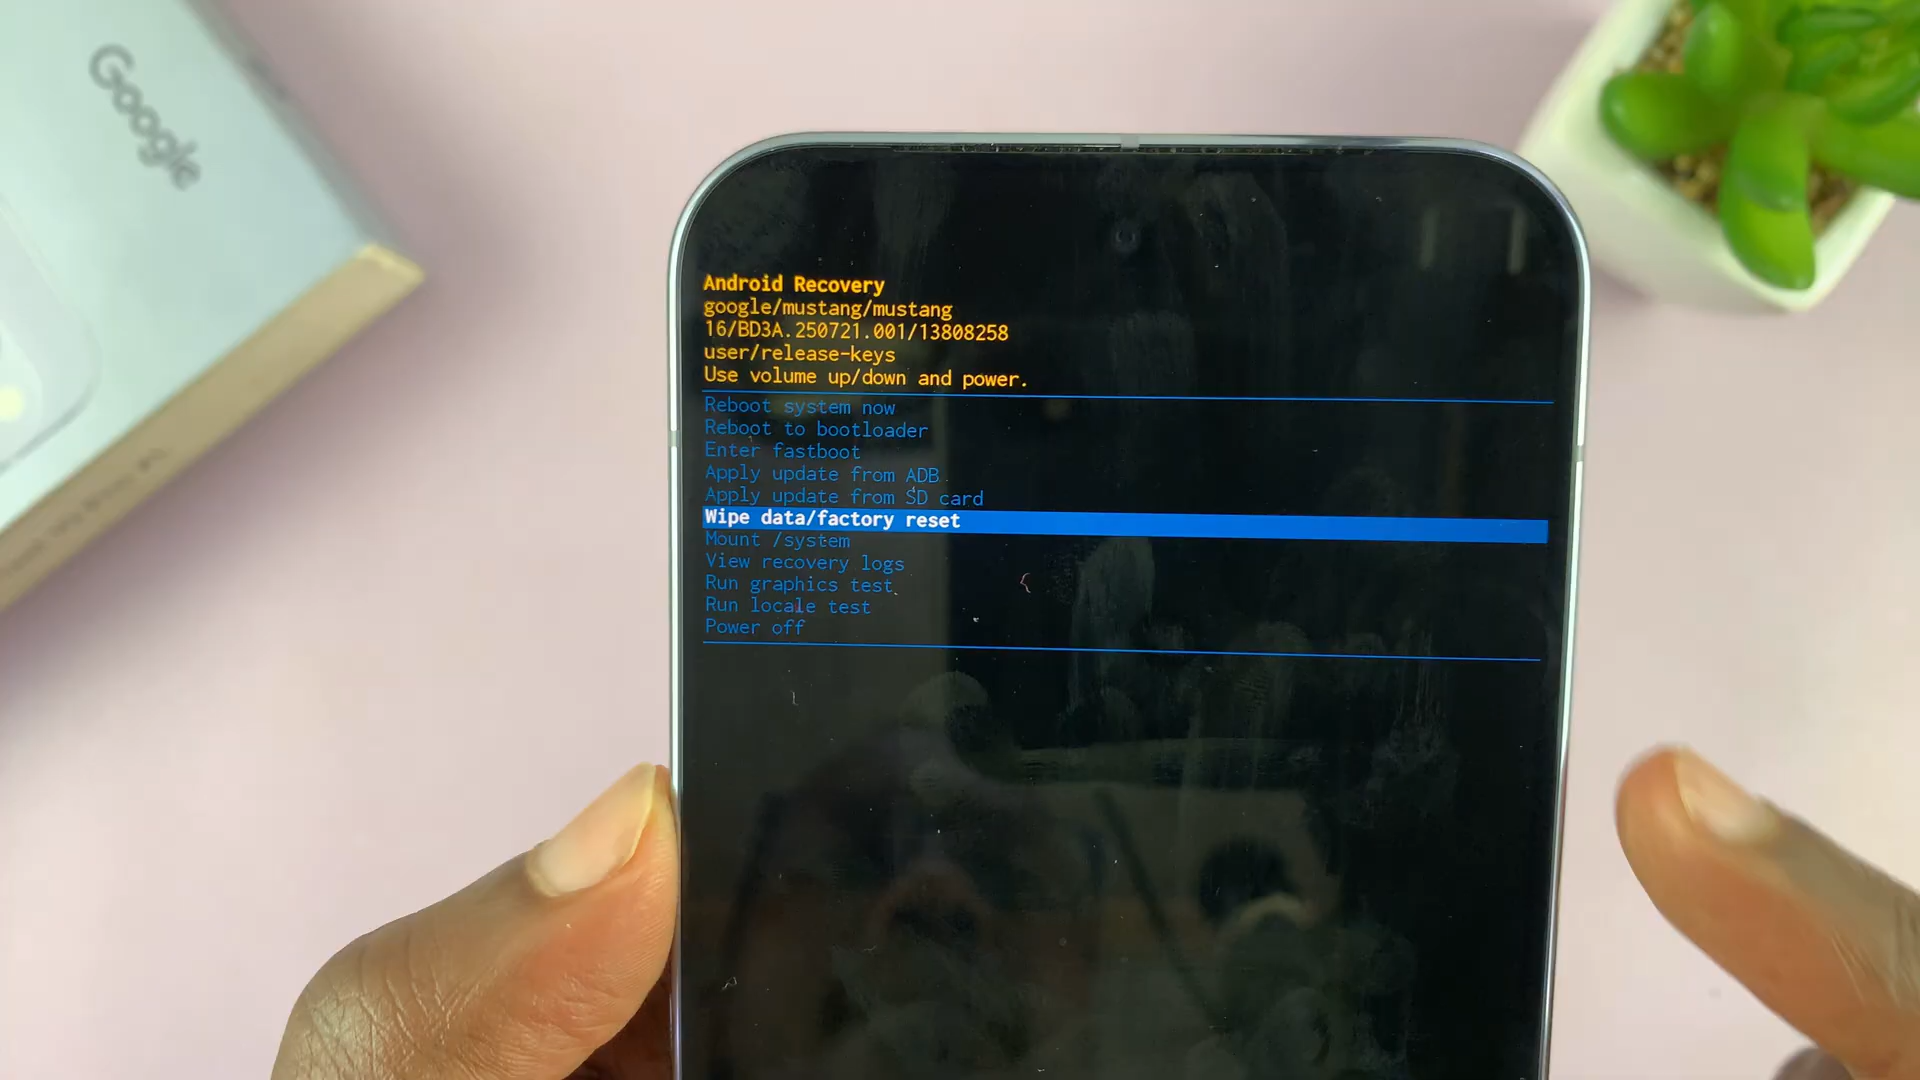 Google
Android Recovery
google/mustang/mustang
16/BD3A.250721.001/13808258
user/release-keys
Use volume up/down and power.
Reboot system now
Reboot to bootloader
Enter fastboot
Apply update from ADB
Apply update from SD card
Wipe data/factory reset
Mount /system
View recovery logs
Run graphics test
Run locale test
Power off